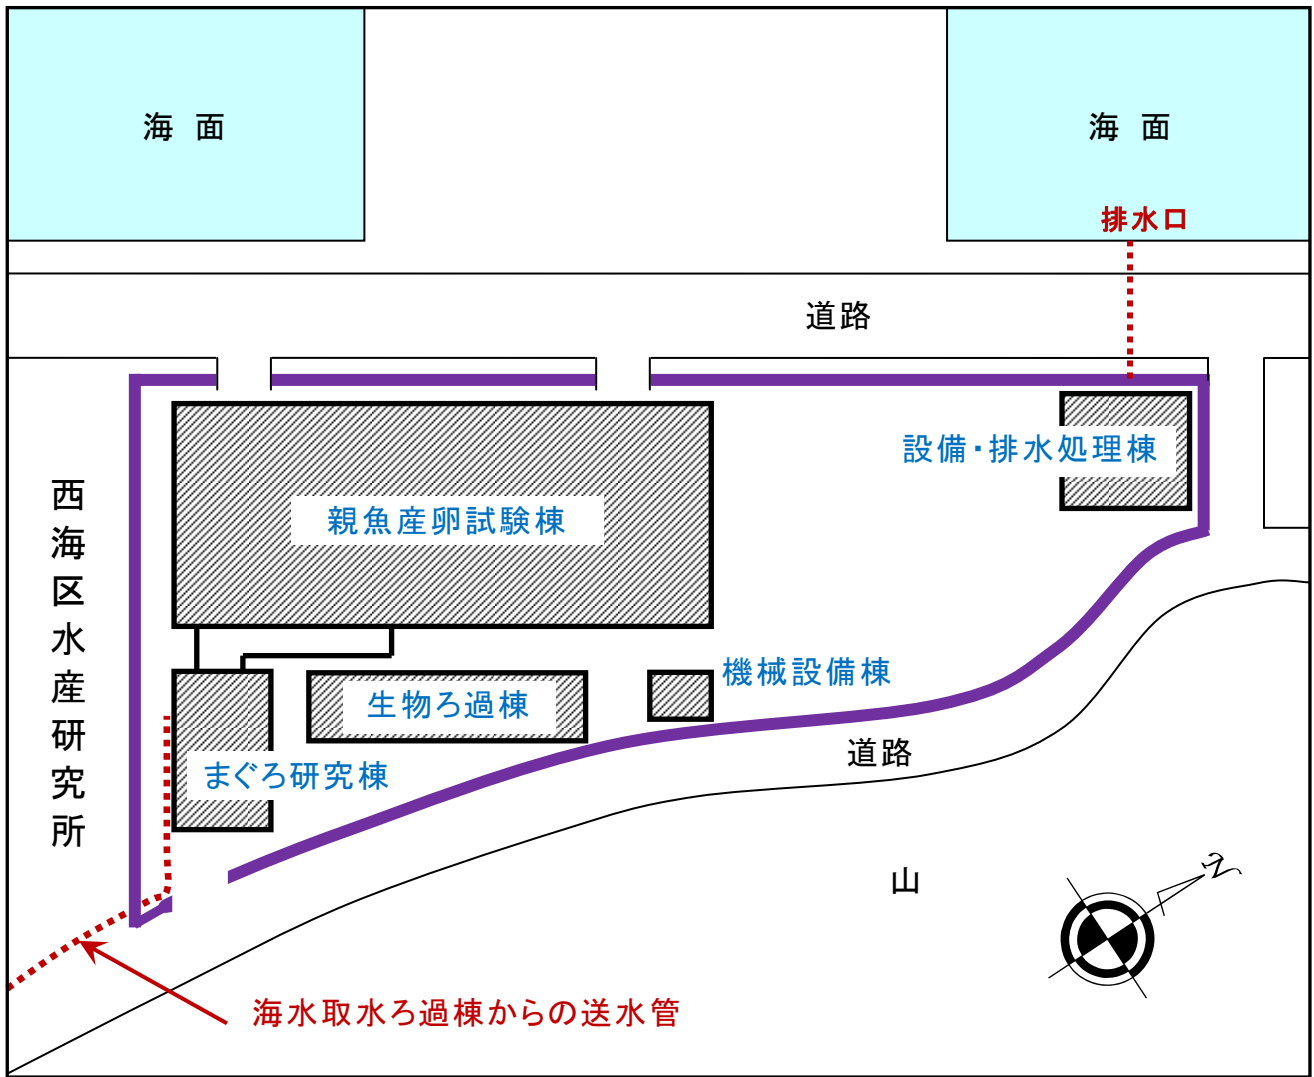 海 面
海 面
排水口
道路
設備・排水処理棟
親魚産卵試験棟
西海区水産研究所
機械設備棟
生物ろ過棟
道路
まぐろ研究棟
山
N
海水取水ろ過棟からの送水管